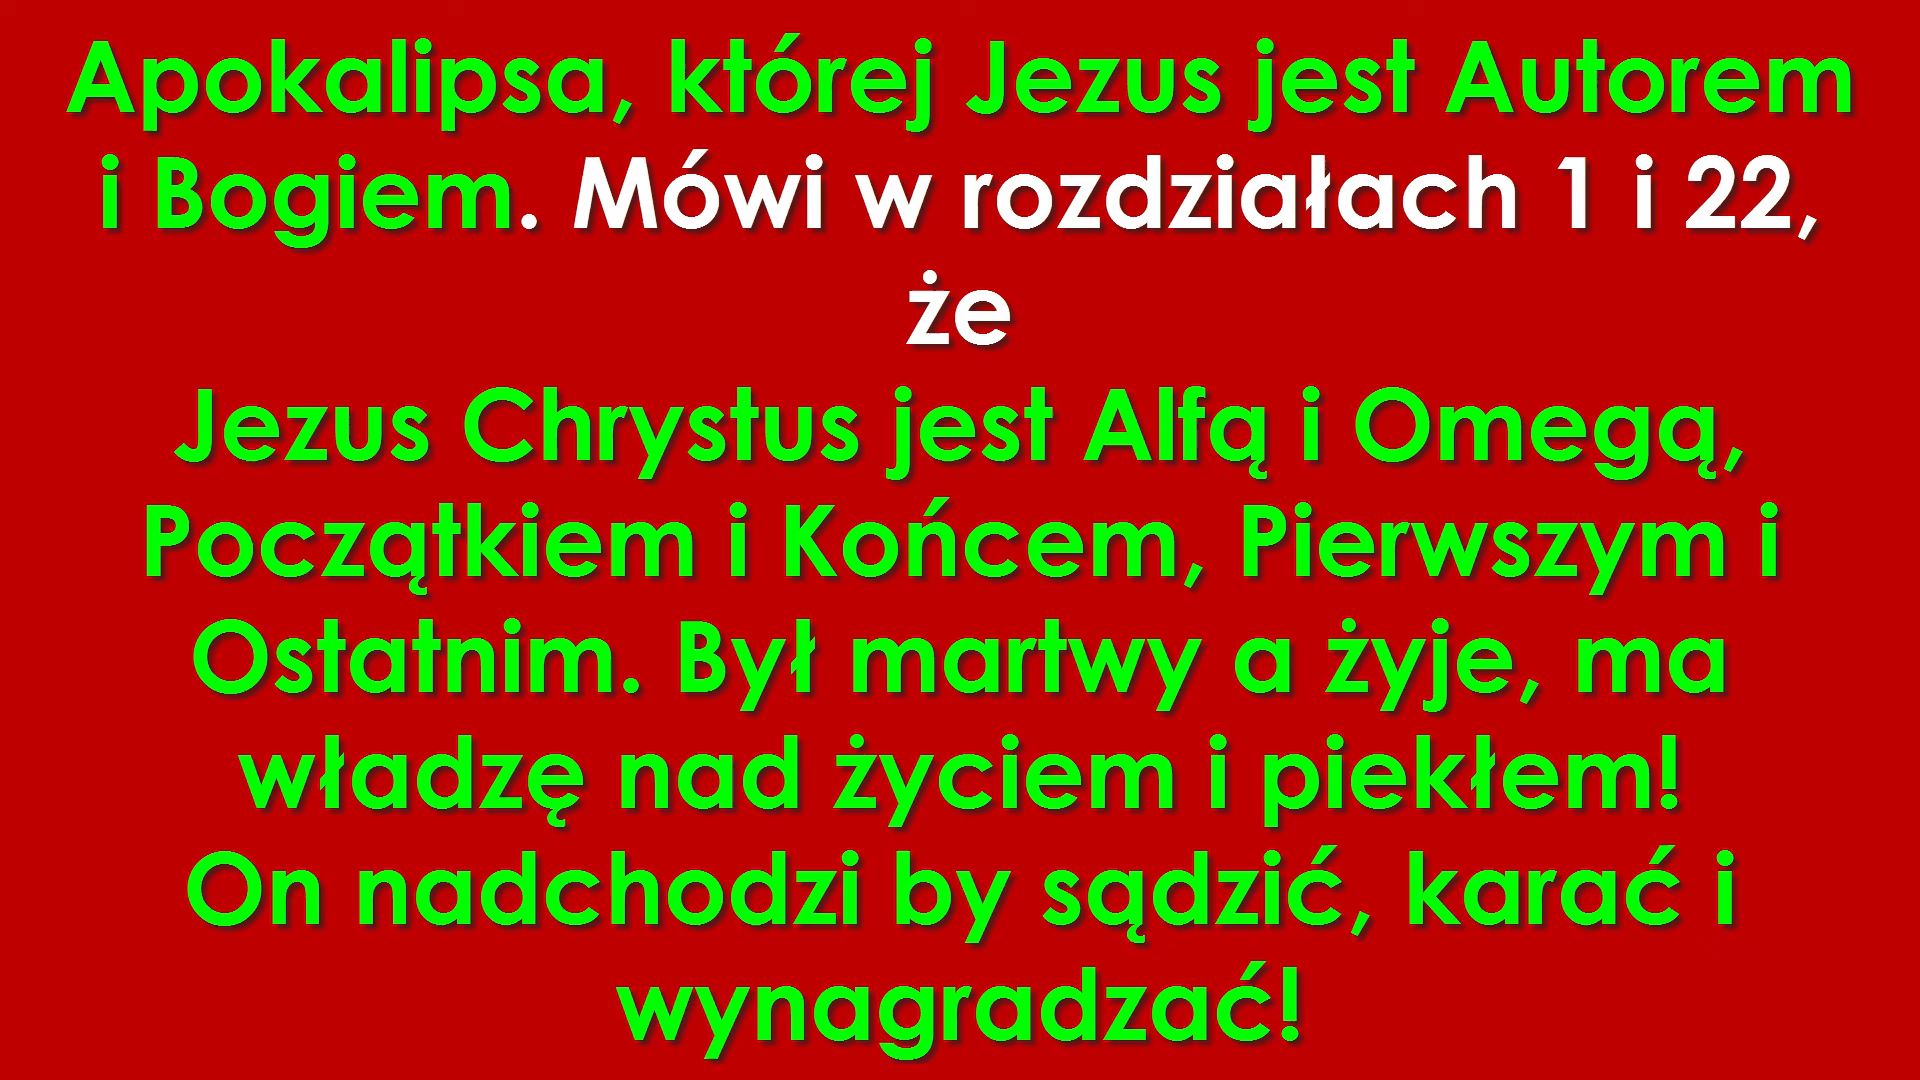 Apokalipsa, której Jezus jest Autorem
i Bogiem. Mówi w rozdziałach 1 i 22,
że
Jezus Chrystus jest Alfą i Omegą,
Początkiem i Końcem, Pierwszym i
Ostatnim. Był martwy a żyje, ma
władzę nad życiem i piekłem!
On nadchodzi by sądzić, karać i
wynagradzać!